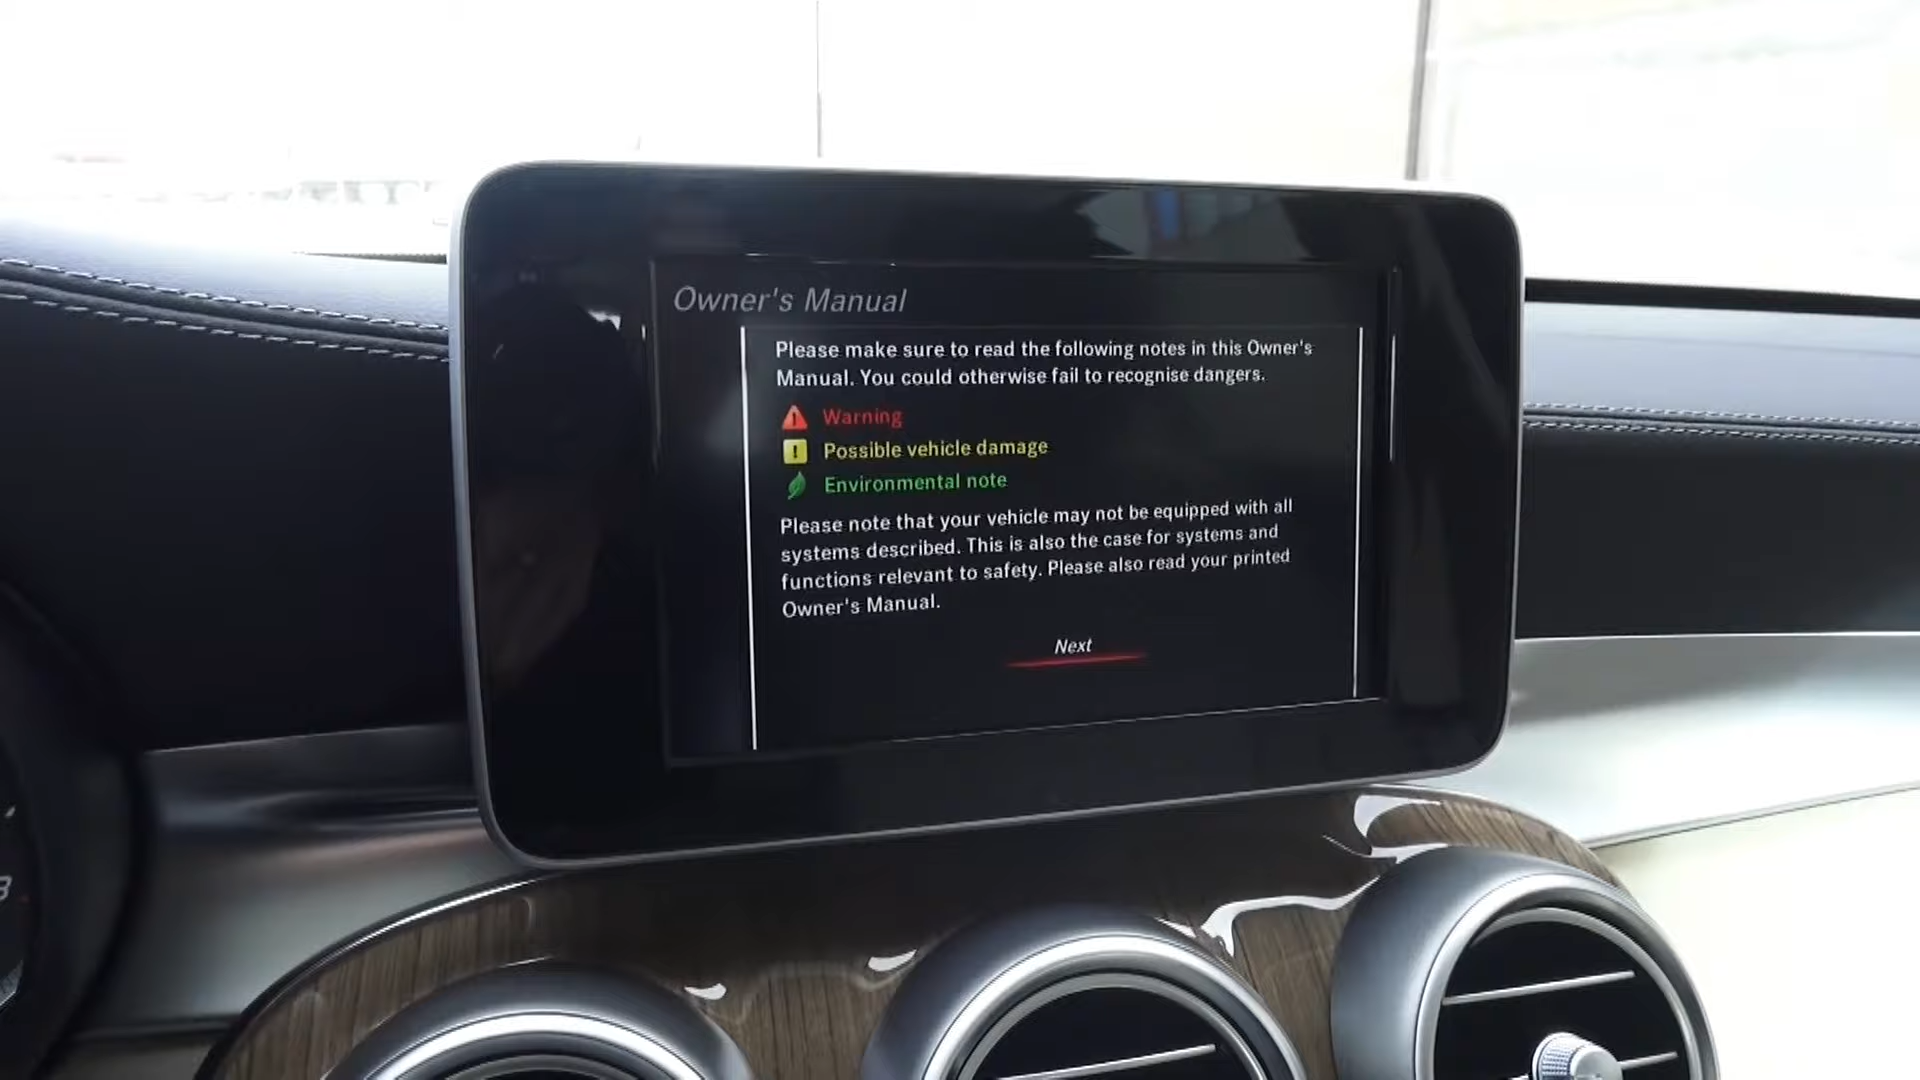 Owner's Manual
Please make sure to read the following notes in this Owner's
Manual. You could otherwise fail to recognise dangers.
Warning
Possible vehicle damage
Environmental note
Please note that your vehicle may not be equipped with all
systems described. This is also the case for systems and
functions relevant to safety. Please also read your printed
Owner's Manual.
Next